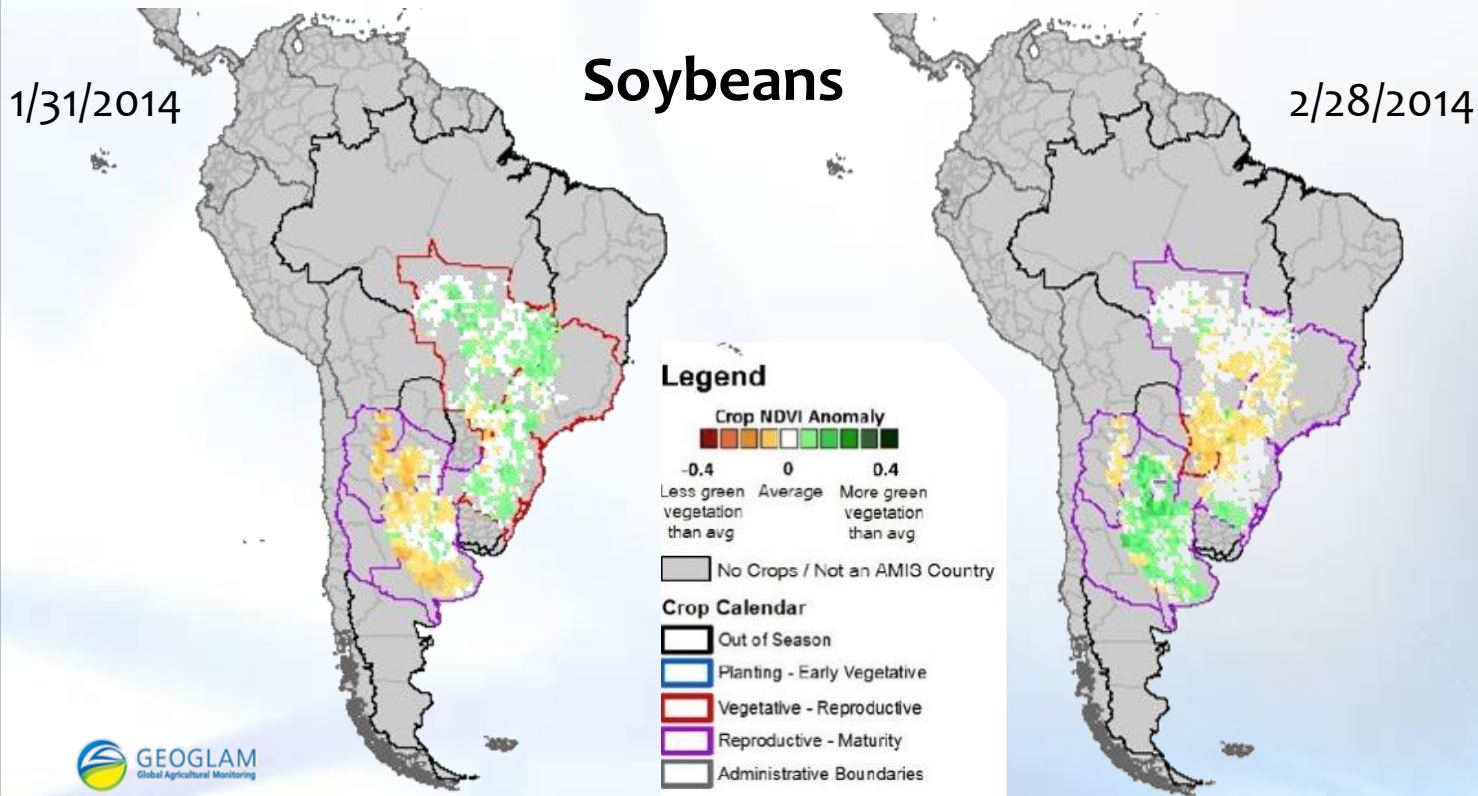 Soybeans
1/31/2014
2/28/2014
Legend
Crop NDVI Anomaly
-0.4 0 0.4
Less green vegetation than avg
Average
More green vegetation than avg
No Crops / Not an AMIS Country
Crop Calendar
Out of Season
Planting - Early Vegetative
Vegetative - Reproductive
Reproductive - Maturity
Administrative Boundaries
GEOGLAM
Global Agricultural Monitoring